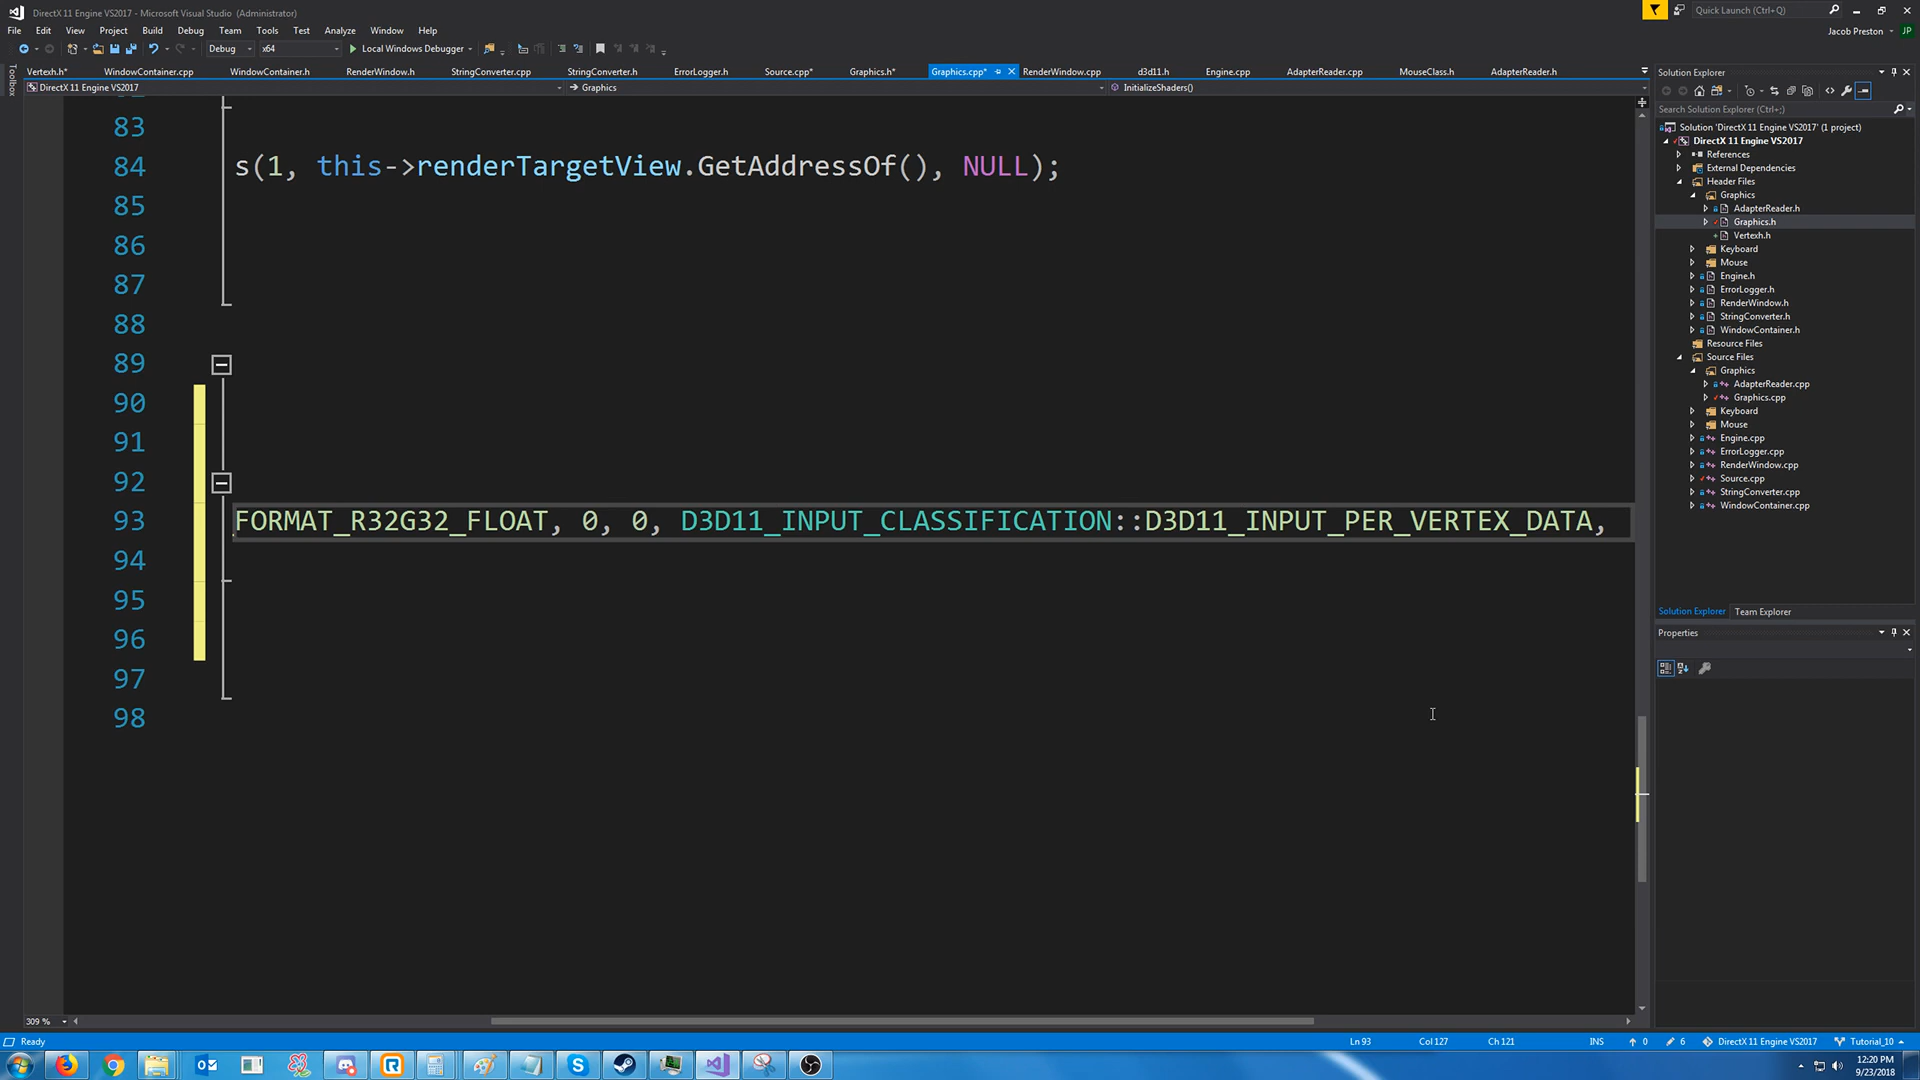 DirectX 11 Engine VS2017 - Microsoft Visual Studio (Administrator)
Quick Launch (Ctrl+Q)
File Edit View Project Build Debug Team Tools Test Analyze Window Help
Jacob Preston JP
Debug x64 Local Windows Debugger
Toolbox
Vertexh.h* WindowContainer.cpp WindowContainer.h RenderWindow.h StringConverter.cpp StringConverter.h ErrorLogger.h Source.cpp* Graphics.h* Graphics.cpp* RenderWindow.cpp d3d11.h Engine.cpp AdapterReader.cpp MouseClass.h AdapterReader.h
DirectX 11 Engine VS2017 Graphics InitializeShaders()
83
84 s(1, this->renderTargetView.GetAddressOf(), NULL);
85
86
87
88
89
90
91
92
93 FORMAT_R32G32_FLOAT, 0, 0, D3D11_INPUT_CLASSIFICATION::D3D11_INPUT_PER_VERTEX_DATA,
94
95
96
97
98
309 %
Solution Explorer
Search Solution Explorer (Ctrl+;)
Solution 'DirectX 11 Engine VS2017' (1 project)
DirectX 11 Engine VS2017
References
External Dependencies
Header Files
Graphics
AdapterReader.h
Graphics.h
Vertexh.h
Keyboard
Mouse
Engine.h
ErrorLogger.h
RenderWindow.h
StringConverter.h
WindowContainer.h
Resource Files
Source Files
Graphics
AdapterReader.cpp
Graphics.cpp
Keyboard
Mouse
Engine.cpp
ErrorLogger.cpp
RenderWindow.cpp
Source.cpp
StringConverter.cpp
WindowContainer.cpp
Solution Explorer Team Explorer
Properties
Ready Ln 93 Col 127 Ch 121 INS 0 6 DirectX 11 Engine VS2017 Tutorial_10
12:20 PM
9/23/2018